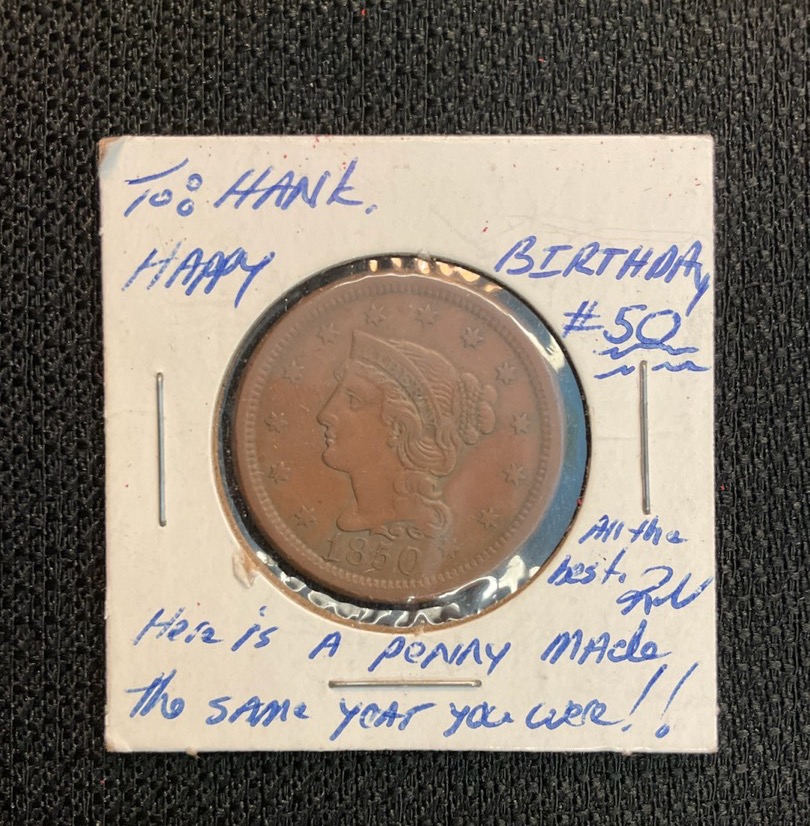 To: HANK.
HAPPY BIRTHDAY
#50
1850
All the
best.
Here is A PENNY MADE
The SAME YEAR YOU WERE!!